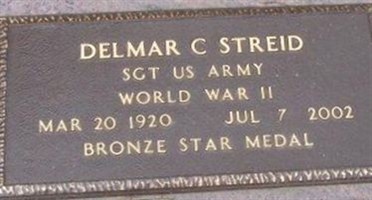 DELMAR C STREID
SGT US ARMY
WORLD WAR II
MAR 20 1920 JUL 7 2002
BRONZE STAR MEDAL